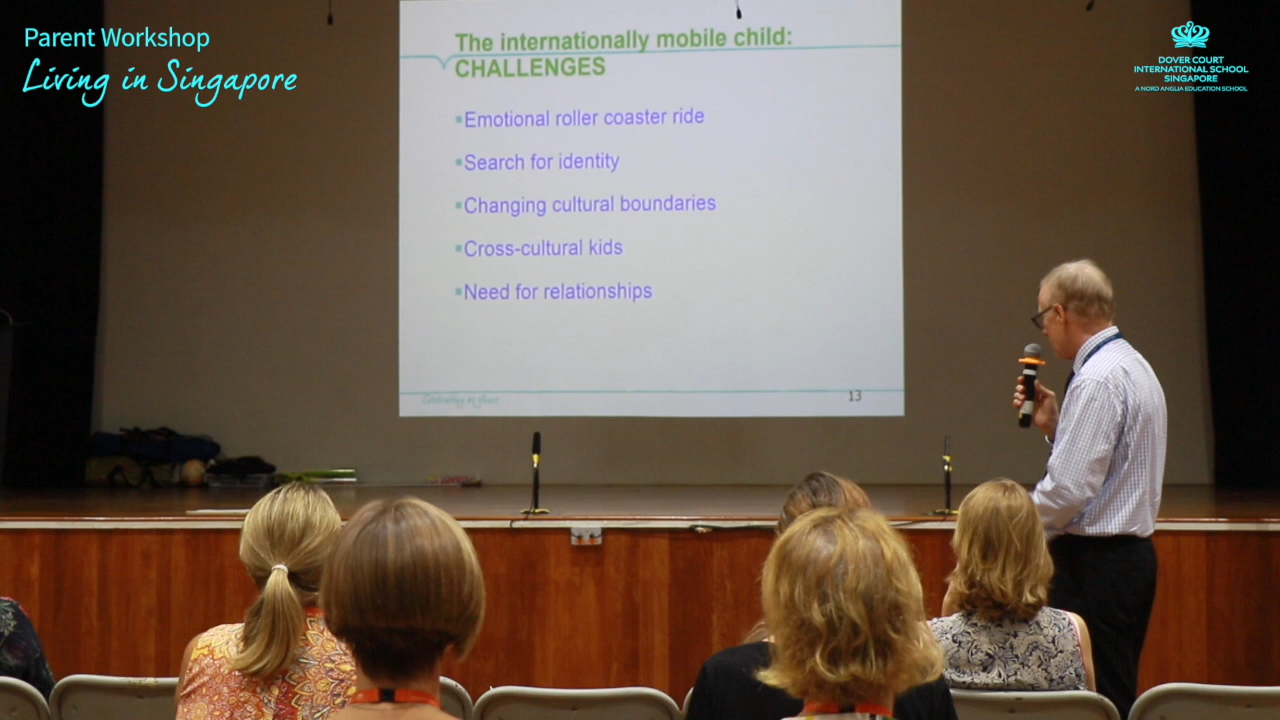 Parent Workshop
Living in Singapore
DOVER COURT
INTERNATIONAL SCHOOL
SINGAPORE
A NORD ANGLIA EDUCATION SCHOOL
The internationally mobile child:
CHALLENGES
Emotional roller coaster ride
Search for identity
Changing cultural boundaries
Cross-cultural kids
Need for relationships
13